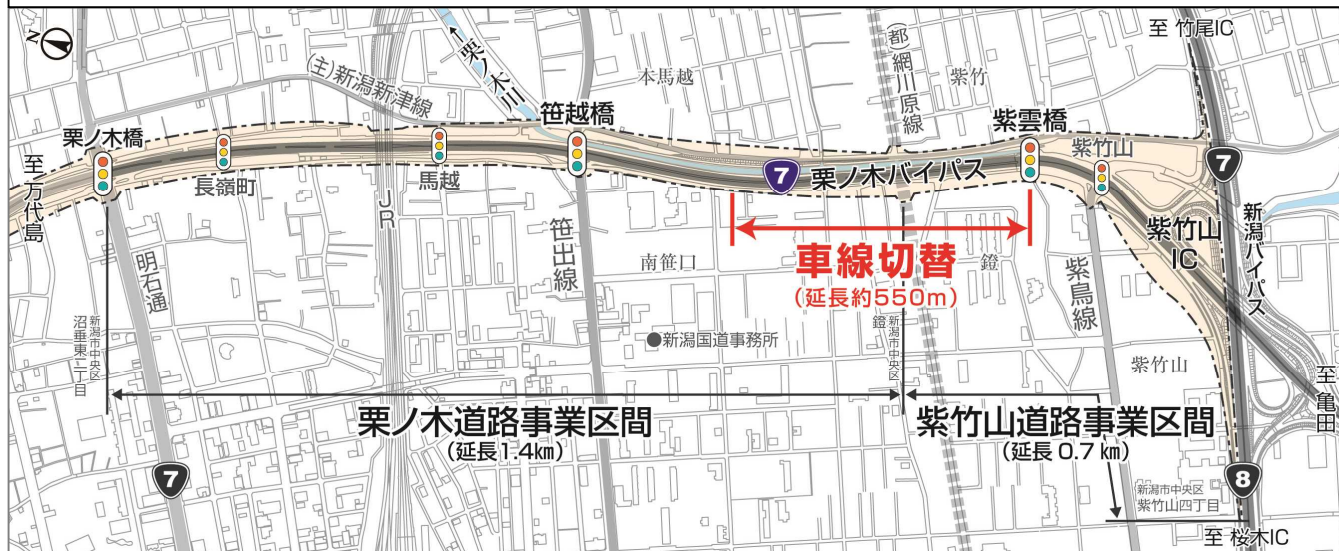 N
至 竹尾IC
栗ノ木川
本馬越
(都)網川原線
紫竹
(主)新潟新津線
栗ノ木橋
笹越橋
紫雲橋
紫竹山
至 万代島
長嶺町
馬越
7 栗ノ木バイパス
7
JR
車線切替
(延長約550m)
紫竹山
IC
新潟バイパス
明石通
笹出線
南笹口
鐙
紫鳥線
新潟市中央区
沼垂東二丁目
●新潟国道事務所
新潟市中央区
鐙
紫竹山
至 亀田
栗ノ木道路事業区間
(延長1.4km)
紫竹山道路事業区間
(延長 0.7 km)
7
8
新潟市中央区
紫竹山四丁目
至 桜木IC